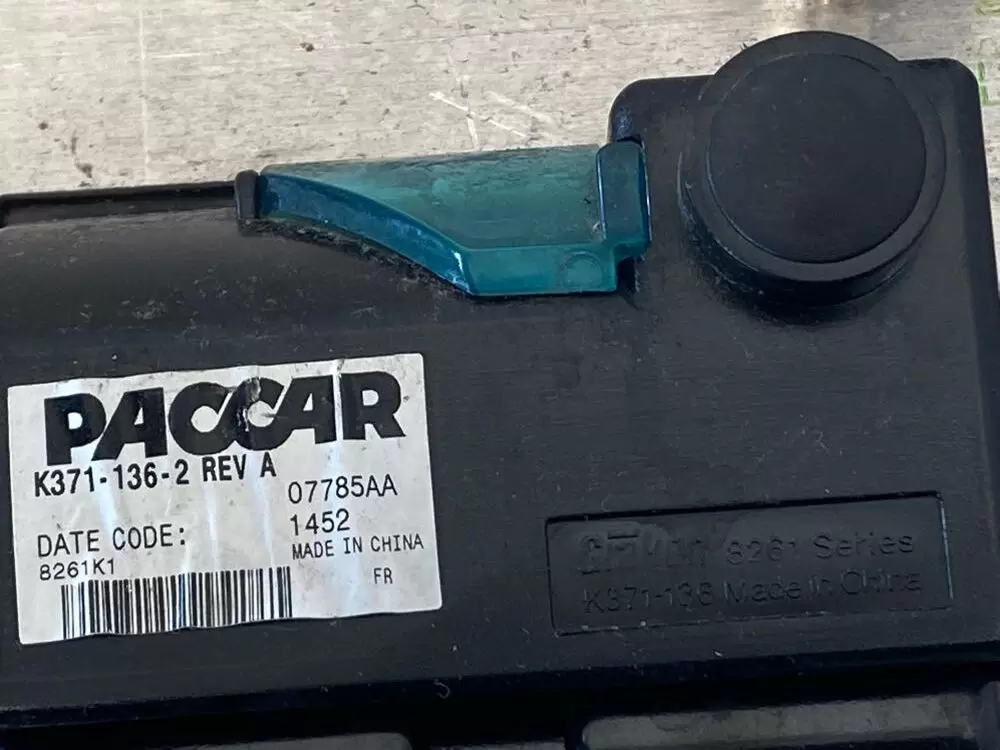 PACCAR
K371-136-2 REV A
07785AA
DATE CODE: 1452
8261K1 MADE IN CHINA
FR
8261 Series
K371-136 Made in China